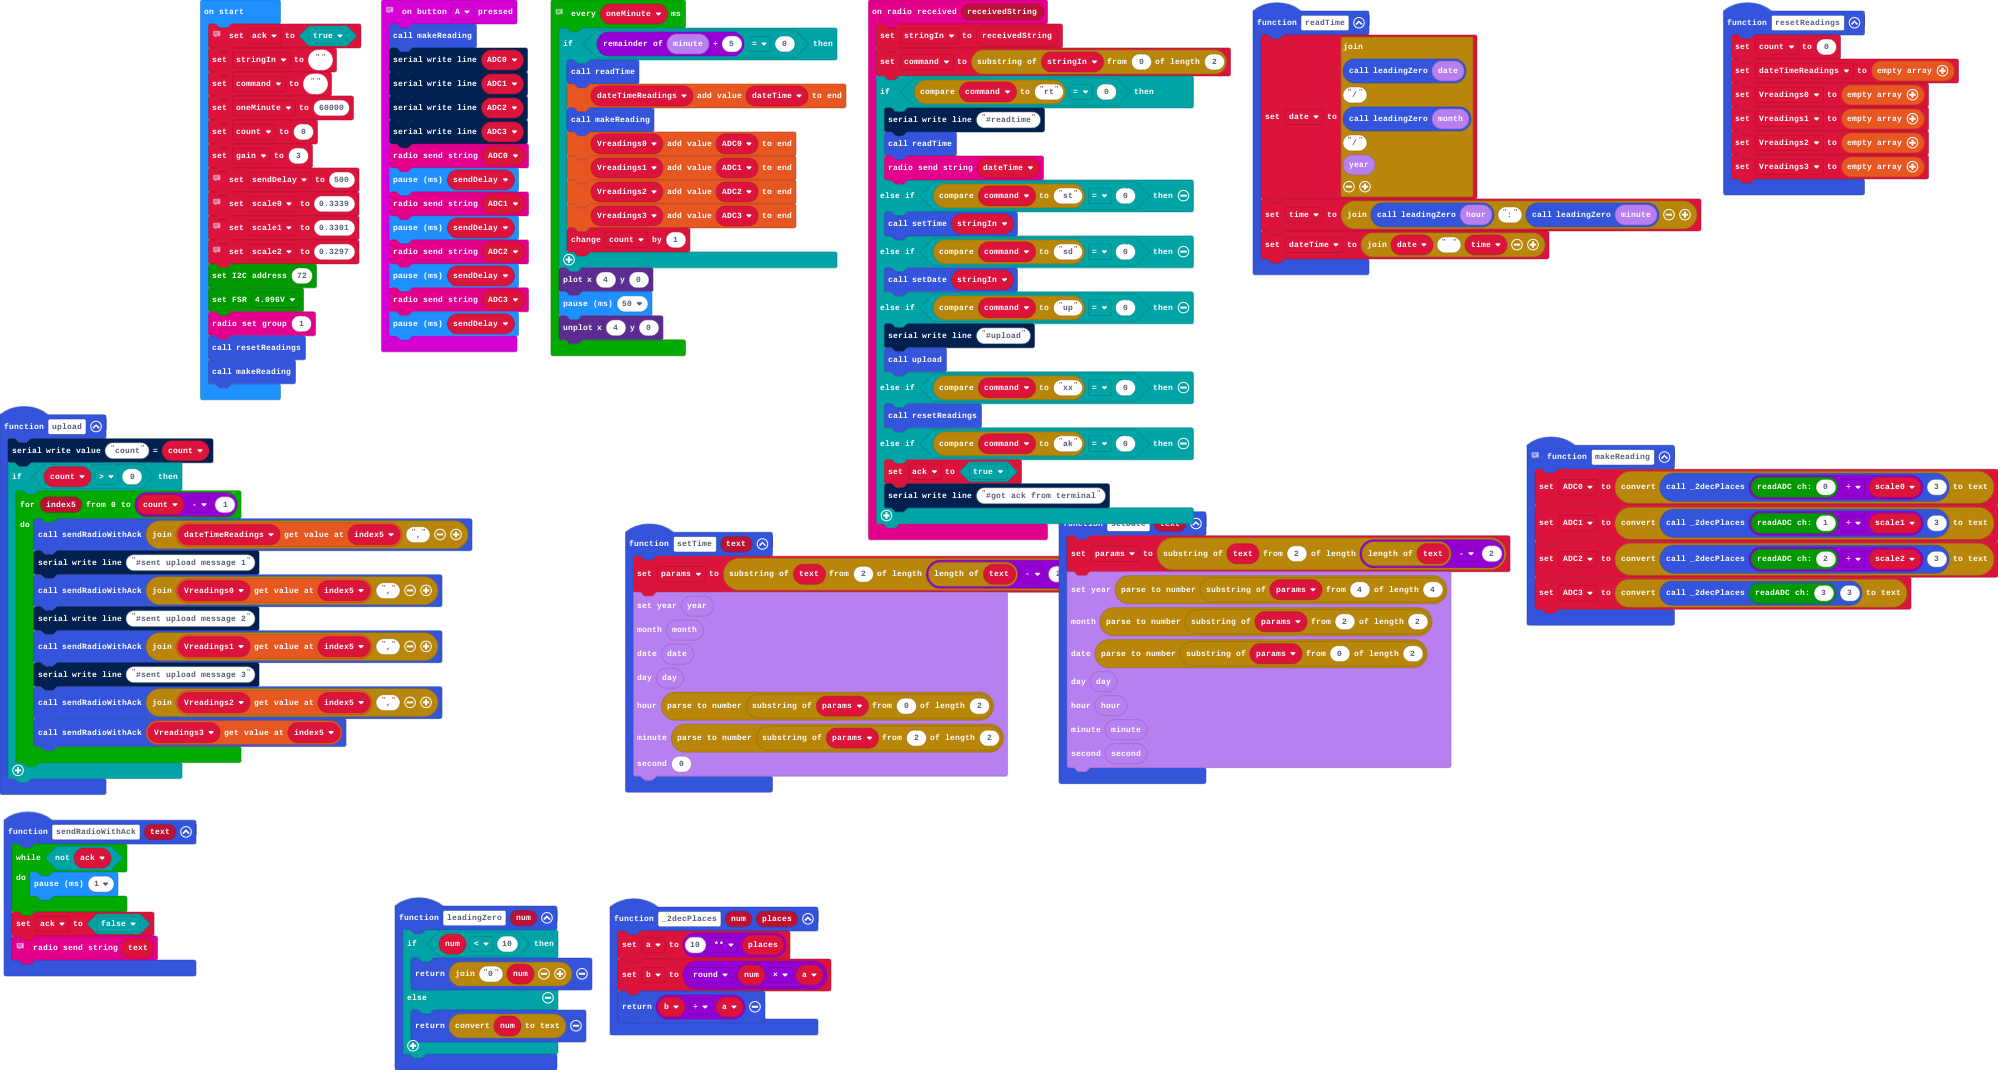 on start
set ack to true
set stringIn to " "
set command to " "
set oneMinute to 60000
set count to 0
set gain to 3
set sendDelay to 500
set scale0 to 0.3339
set scale1 to 0.3301
set scale2 to 0.3297
set I2C address 72
set FSR 4.096V
radio set group 1
call resetReadings
call makeReading
on button A pressed
call makeReading
serial write line ADC0
serial write line ADC1
serial write line ADC2
serial write line ADC3
radio send string ADC0
pause (ms) sendDelay
radio send string ADC1
pause (ms) sendDelay
radio send string ADC2
pause (ms) sendDelay
radio send string ADC3
pause (ms) sendDelay
every oneMinute ms
if remainder of minute ÷ 5 = 0 then
call readTime
dateTimeReadings add value dateTime to end
call makeReading
Vreadings0 add value ADC0 to end
Vreadings1 add value ADC1 to end
Vreadings2 add value ADC2 to end
Vreadings3 add value ADC3 to end
change count by 1
plot x 4 y 0
pause (ms) 50
unplot x 4 y 0
on radio received receivedString
set stringIn to receivedString
set command to substring of stringIn from 0 of length 2
if compare command to "rt" = 0 then
serial write line "#readtime"
call readTime
radio send string dateTime
else if compare command to "st" = 0 then
call setTime stringIn
else if compare command to "sd" = 0 then
call setDate stringIn
else if compare command to "up" = 0 then
serial write line "#upload"
call upload
else if compare command to "xx" = 0 then
call resetReadings
else if compare command to "ak" = 0 then
set ack to true
serial write line "#got ack from terminal"
function readTime
set date to join
call leadingZero date
"/"
call leadingZero month
"/"
year
set time to join call leadingZero hour ":" call leadingZero minute
set dateTime to join date " " time
function resetReadings
set count to 0
set dateTimeReadings to empty array
set Vreadings0 to empty array
set Vreadings1 to empty array
set Vreadings2 to empty array
set Vreadings3 to empty array
function upload
serial write value "count" = count
if count > 0 then
for index5 from 0 to count - 1
do
call sendRadioWithAck join dateTimeReadings get value at index5 ","
serial write line "#sent upload message 1"
call sendRadioWithAck join Vreadings0 get value at index5 ","
serial write line "#sent upload message 2"
call sendRadioWithAck join Vreadings1 get value at index5 ","
serial write line "#sent upload message 3"
call sendRadioWithAck join Vreadings2 get value at index5 ","
call sendRadioWithAck Vreadings3 get value at index5
function setTime text
set params to substring of text from 2 of length length of text - 2
set year year
month month
date date
day day
hour parse to number substring of params from 0 of length 2
minute parse to number substring of params from 2 of length 2
second 0
function setDate text
set params to substring of text from 2 of length length of text - 2
set year parse to number substring of params from 4 of length 4
month parse to number substring of params from 2 of length 2
date parse to number substring of params from 0 of length 2
day day
hour hour
minute minute
second second
function makeReading
set ADC0 to convert call _2decPlaces readADC ch: 0 ÷ scale0 3 to text
set ADC1 to convert call _2decPlaces readADC ch: 1 ÷ scale1 3 to text
set ADC2 to convert call _2decPlaces readADC ch: 2 ÷ scale2 3 to text
set ADC3 to convert call _2decPlaces readADC ch: 3 3 to text
function sendRadioWithAck text
while not ack
do pause (ms) 1
set ack to false
radio send string text
function leadingZero num
if num < 10 then
return join "0" num
else
return convert num to text
function _2decPlaces num places
set a to 10 ** places
set b to round num × a
return b ÷ a